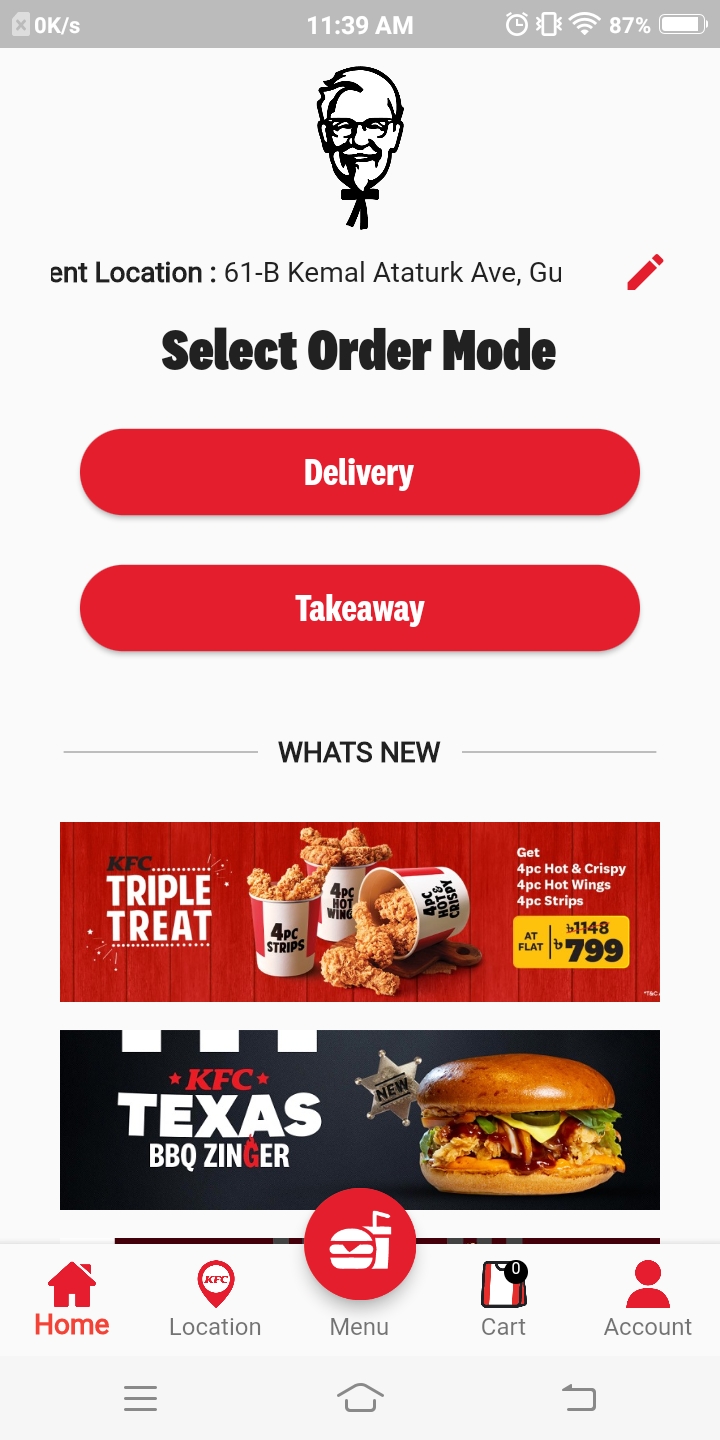 0K/s 11:39 AM 87%
ent Location : 61-B Kemal Ataturk Ave, Gu
Select Order Mode
Delivery
Takeaway
WHATS NEW
KFC
TRIPLE
TREAT
4PC
STRIPS
4PC
HOT
WING
4PC
HOT &
CRISPY
Get
4pc Hot & Crispy
4pc Hot Wings
4pc Strips
AT
FLAT
৳1148
৳799
*T&C
KFC
TEXAS
BBQ ZINGER
NEW
KFC
0
Home
Location
Menu
Cart
Account